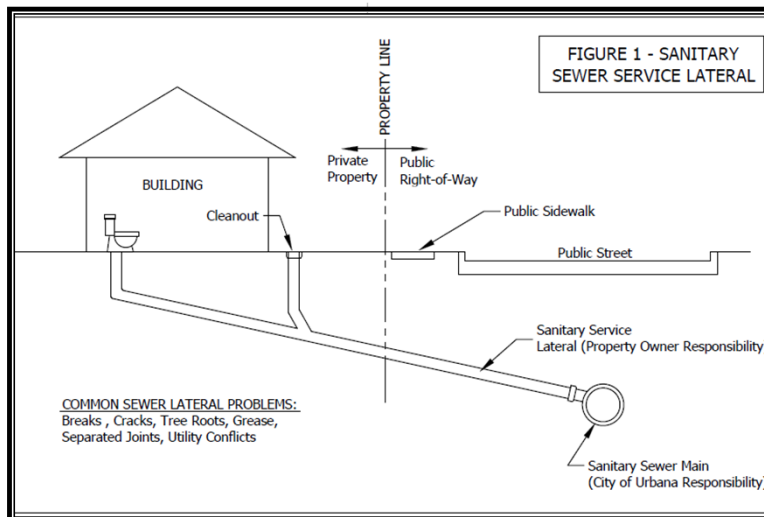 FIGURE 1 - SANITARY
SEWER SERVICE LATERAL
PROPERTY LINE
Private
Property
Public
Right-of-Way
BUILDING
Cleanout
Public Sidewalk
Public Street
Sanitary Service
Lateral (Property Owner Responsibility
COMMON SEWER LATERAL PROBLEMS:
Breaks , Cracks, Tree Roots, Grease,
Separated Joints, Utility Conflicts
Sanitary Sewer Main
(City of Urbana Responsibility)